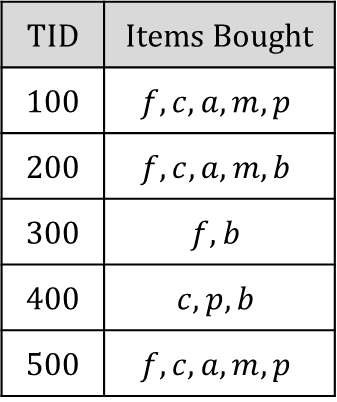 TID Items Bought
100 f, c, a, m, p
200 f, c, a, m, b
300 f, b
400 c, p, b
500 f, c, a, m, p